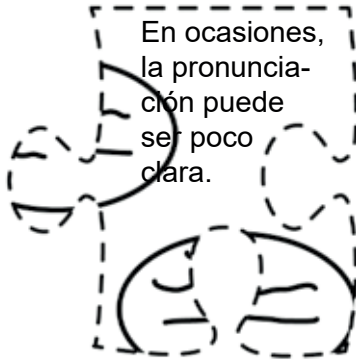 En ocasiones,
la pronuncia-
ción puede
ser poco
clara.